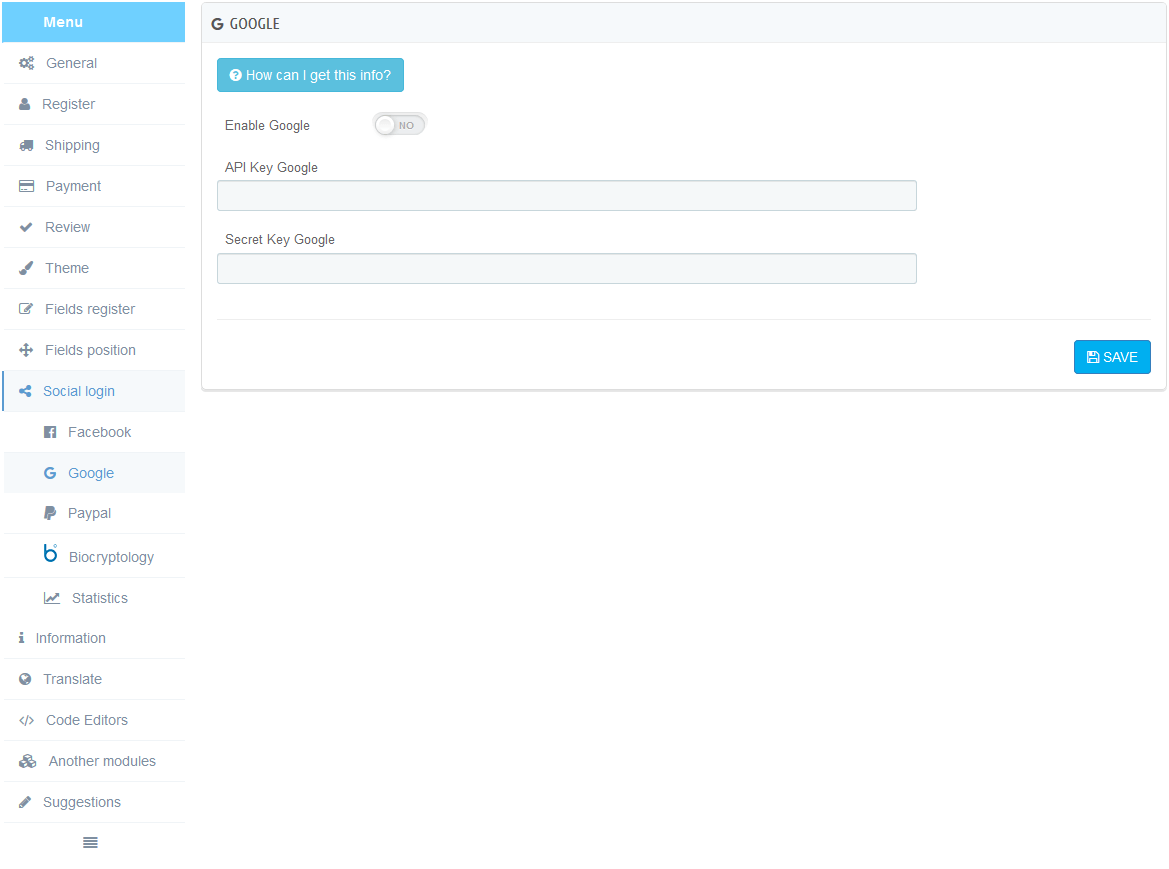 Menu
General
Register
Shipping
Payment
Review
Theme
Fields register
Fields position
Social login
Facebook
Google
Paypal
Biocryptology
Statistics
Information
Translate
Code Editors
Another modules
Suggestions
GOOGLE
How can I get this info?
Enable Google NO
API Key Google
Secret Key Google
SAVE